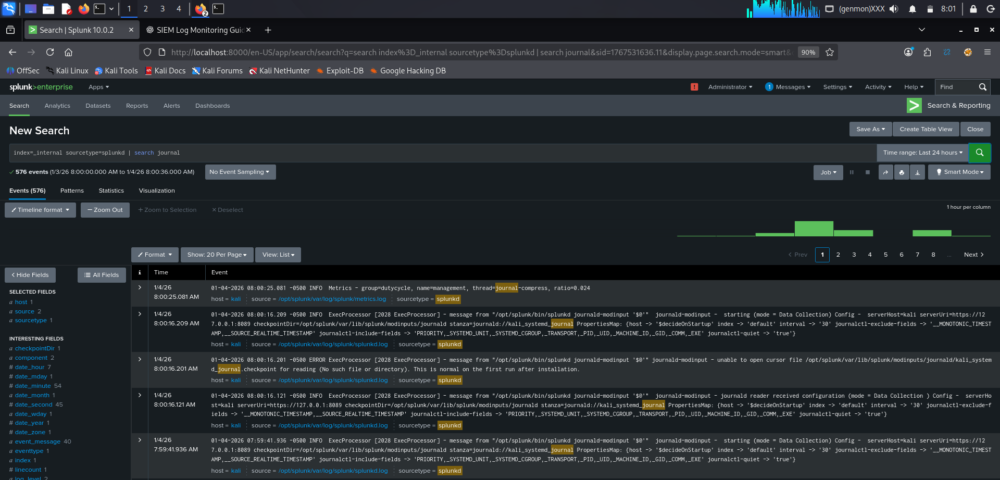 1 2 3 4 2 (genmon)XXX 8:01
Search | Splunk 10.0.2 SIEM Log Monitoring Guid
http://localhost:8000/en-US/app/search/search?q=search index%3D_internal sourcetype%3Dsplunkd | search journal&sid=1767531636.11&display.page.search.mode=smart& 90%
OffSec Kali Linux Kali Tools Kali Docs Kali Forums Kali NetHunter Exploit-DB Google Hacking DB
splunk>enterprise Apps ! Administrator 1 Messages Settings Activity Help Find
Search Analytics Datasets Reports Alerts Dashboards Search & Reporting
New Search Save As Create Table View Close
index=_internal sourcetype=splunkd | search journal Time range: Last 24 hours
576 events (1/3/26 8:00:00.000 AM to 1/4/26 8:00:36.000 AM) No Event Sampling Job Smart Mode
Events (576) Patterns Statistics Visualization
Timeline format — Zoom Out + Zoom to Selection × Deselect 1 hour per column
Format Show: 20 Per Page View: List < Prev 1 2 3 4 5 6 7 8 ... Next >
< Hide Fields All Fields i Time Event
SELECTED FIELDS
a host 1
a source 2
a sourcetype 1
INTERESTING FIELDS
a checkpointDir 1
a component 2
# date_hour 7
# date_mday 1
# date_minute 54
a date_month 1
# date_second 45
a date_wday 1
# date_year 1
# date_zone 1
a event_message 40
a eventtype 1
a index 1
# linecount 1
a log_level 2
1/4/26
8:00:25.081 AM
01-04-2026 08:00:25.081 -0500 INFO  Metrics - group=dutycycle, name=management, thread=journal-compress, ratio=0.024
host = kali source = /opt/splunk/var/log/splunk/metrics.log sourcetype = splunkd
1/4/26
8:00:16.209 AM
01-04-2026 08:00:16.209 -0500 INFO  ExecProcessor [2028 ExecProcessor] - message from "/opt/splunk/bin/splunkd journald-modinput '$@'"  journald-modinput -  starting (mode = Data Collection) Config -  serverHost=kali serverUri=https://12
7.0.0.1:8089 checkpointDir=/opt/splunk/var/lib/splunk/modinputs/journald stanza=journald://kali_systemd_journal PropertiesMap: {host -> '$decideOnStartup' index -> 'default' interval -> '30' journalctl-exclude-fields -> '__MONOTONIC_TIMEST
AMP,__SOURCE_REALTIME_TIMESTAMP' journalctl-include-fields -> 'PRIORITY,_SYSTEMD_UNIT,_SYSTEMD_CGROUP,_TRANSPORT,_PID,_UID,_MACHINE_ID,_GID,_COMM,_EXE' journalctl-quiet -> 'true'}
host = kali source = /opt/splunk/var/log/splunk/splunkd.log sourcetype = splunkd
1/4/26
8:00:16.201 AM
01-04-2026 08:00:16.201 -0500 ERROR ExecProcessor [2028 ExecProcessor] - message from "/opt/splunk/bin/splunkd journald-modinput '$@'" journald-modinput - unable to open cursor file /opt/splunk/var/lib/splunk/modinputs/journald/kali_system
d_journal.checkpoint for reading (No such file or directory). This is normal on the first run after installation.
host = kali source = /opt/splunk/var/log/splunk/splunkd.log sourcetype = splunkd
1/4/26
8:00:16.121 AM
01-04-2026 08:00:16.121 -0500 INFO  ExecProcessor [2028 ExecProcessor] - message from "/opt/splunk/bin/splunkd journald-modinput '$@'"  journald-modinput - journald reader received configuration (mode = Data Collection ) Config -  serverHo
st=kali serverUri=https://127.0.0.1:8089 checkpointDir=/opt/splunk/var/lib/splunk/modinputs/journald stanza=journald://kali_systemd_journal PropertiesMap: {host -> '$decideOnStartup' index -> 'default' interval -> '30' journalctl-exclude-f
ields -> '__MONOTONIC_TIMESTAMP,__SOURCE_REALTIME_TIMESTAMP' journalctl-include-fields -> 'PRIORITY,_SYSTEMD_UNIT,_SYSTEMD_CGROUP,_TRANSPORT,_PID,_UID,_MACHINE_ID,_GID,_COMM,_EXE' journalctl-quiet -> 'true'}
host = kali source = /opt/splunk/var/log/splunk/splunkd.log sourcetype = splunkd
1/4/26
7:59:41.936 AM
01-04-2026 07:59:41.936 -0500 INFO  ExecProcessor [2028 ExecProcessor] - message from "/opt/splunk/bin/splunkd journald-modinput '$@'"  journald-modinput -  starting (mode = Data Collection) Config -  serverHost=kali serverUri=https://12
7.0.0.1:8089 checkpointDir=/opt/splunk/var/lib/splunk/modinputs/journald stanza=journald://kali_systemd_journal PropertiesMap: {host -> '$decideOnStartup' index -> 'default' interval -> '30' journalctl-exclude-fields -> '__MONOTONIC_TIMEST
AMP,__SOURCE_REALTIME_TIMESTAMP' journalctl-include-fields -> 'PRIORITY,_SYSTEMD_UNIT,_SYSTEMD_CGROUP,_TRANSPORT,_PID,_UID,_MACHINE_ID,_GID,_COMM,_EXE' journalctl-quiet -> 'true'}
host = kali source = /opt/splunk/var/log/splunk/splunkd.log sourcetype = splunkd